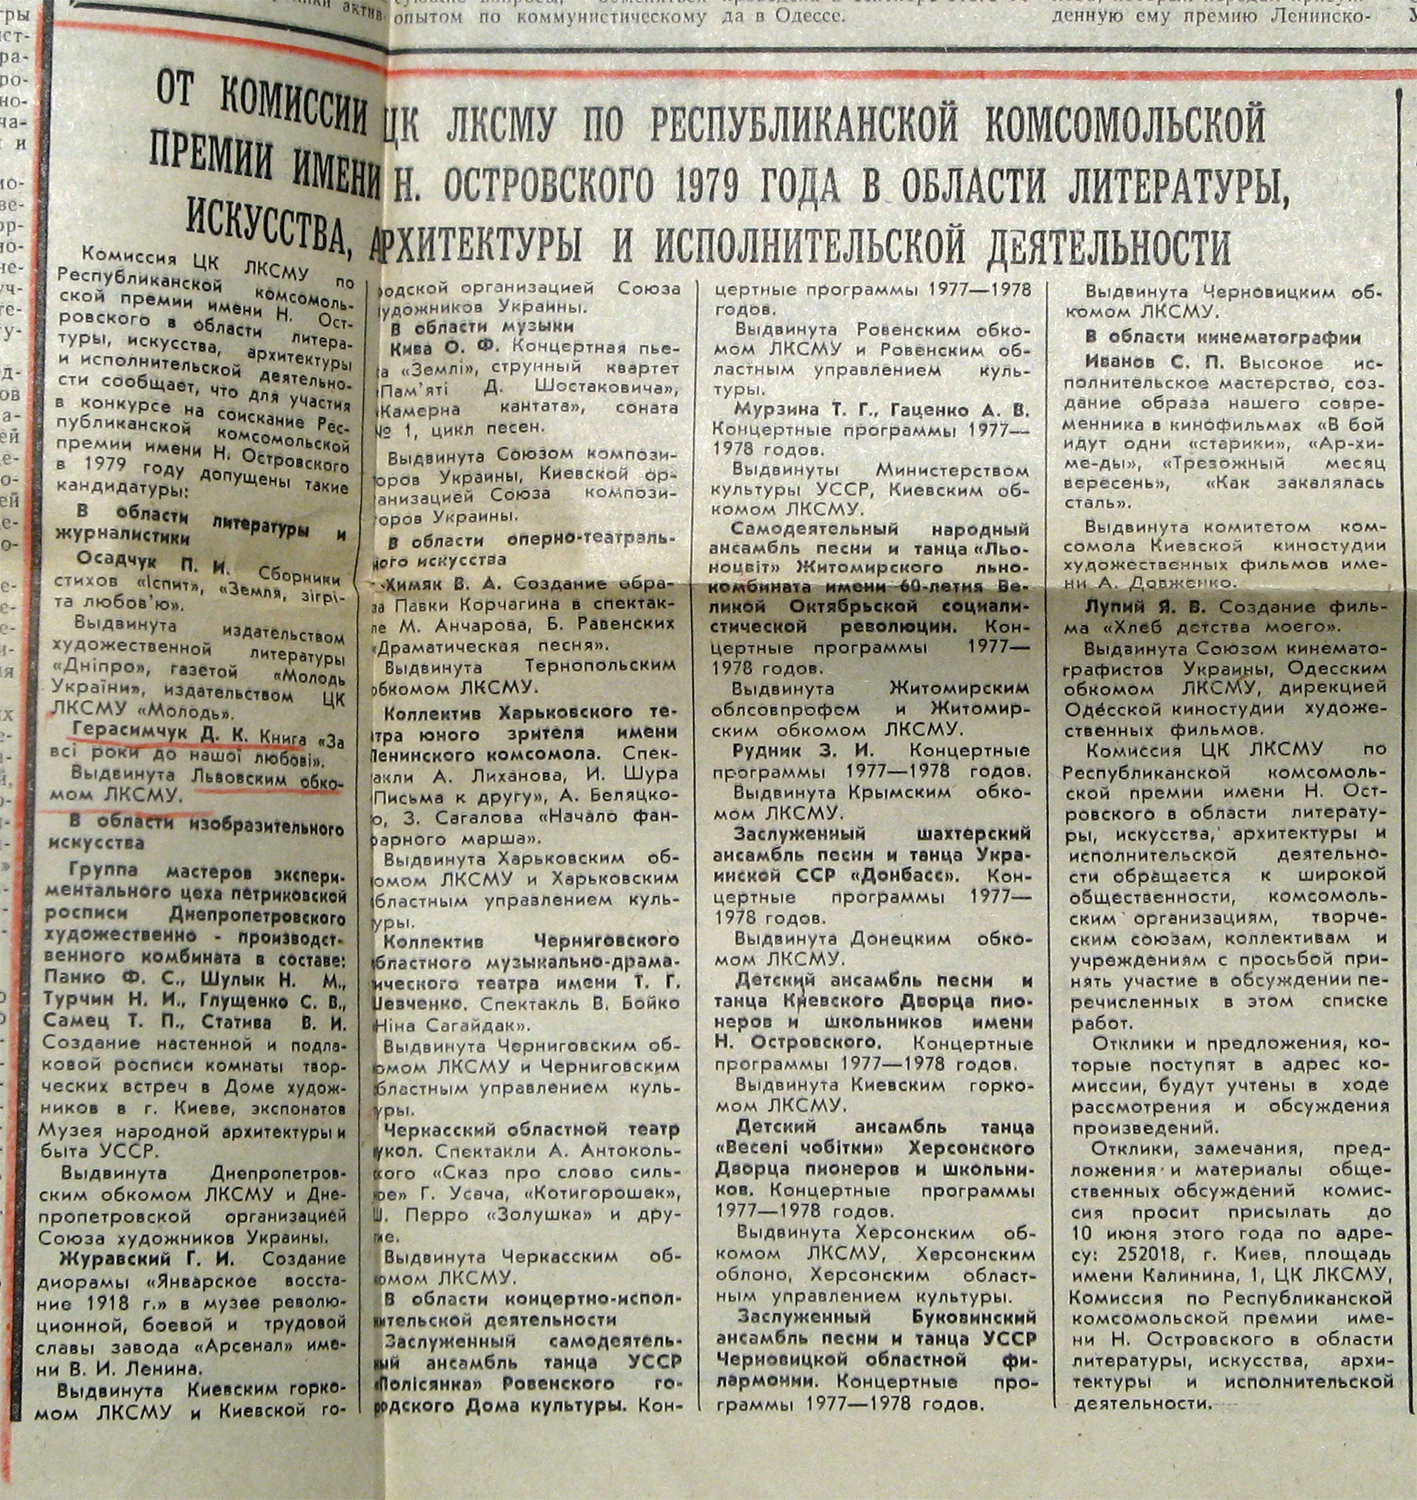 опытом по коммунистическому
да в Одессе.
денную ему премию Ленинско-
ОТ КОМИССИИ ЦК ЛКСМУ ПО РЕСПУБЛИКАНСКОЙ КОМСОМОЛЬСКОЙ
ПРЕМИИ ИМЕНИ Н. ОСТРОВСКОГО 1979 ГОДА В ОБЛАСТИ ЛИТЕРАТУРЫ,
ИСКУССТВА, АРХИТЕКТУРЫ И ИСПОЛНИТЕЛЬСКОЙ ДЕЯТЕЛЬНОСТИ
Комиссия ЦК ЛКСМУ по
Республиканской комсомоль-
ской премии имени Н. Ост-
ровского в области литера-
туры, искусства, архитектуры
и исполнительской деятельно-
сти сообщает, что для участия
в конкурсе на соискание Рес-
публиканской комсомольской
премии имени Н. Островского
в 1979 году допущены такие
кандидатуры:
В области литературы и
журналистики
Осадчук П. И. Сборники
стихов «Іспит», «Земля, зігрі-
та любов'ю».
Выдвинута издательством
художественной литературы
«Дніпро», газетой «Молодь
України», издательством ЦК
ЛКСМУ «Молодь».
Герасимчук Д. К. Книга «За
всі роки до нашої любові».
Выдвинута Львовским обко-
мом ЛКСМУ.
В области изобразительного
искусства
Группа мастеров экспери-
ментального цеха петриковской
росписи Днепропетровского
художественно - производст-
венного комбината в составе:
Панко Ф. С., Шулык Н. М.,
Турчин Н. И., Глущенко С. В.,
Самец Т. П., Статива В. И.
Создание настенной и подла-
ковой росписи комнаты твор-
ческих встреч в Доме худож-
ников в г. Киеве, экспонатов
Музея народной архитектуры и
быта УССР.
Выдвинута Днепропетров-
ским обкомом ЛКСМУ и Дне-
пропетровской организацией
Союза художников Украины.
Журавский Г. И. Создание
диорамы «Январское восста-
ние 1918 г.» в музее револю-
ционной, боевой и трудовой
славы завода «Арсенал» име-
ни В. И. Ленина.
Выдвинута Киевским горко-
мом ЛКСМУ и Киевской го-
родской организацией Союза
художников Украины.
В области музыки
Кива О. Ф. Концертная пье-
са «Землі», струнный квартет
«Пам'яті Д. Шостаковича»,
«Камерна кантата», соната
№ 1, цикл песен.
Выдвинута Союзом компози-
торов Украины, Киевской ор-
ганизацией Союза компози-
торов Украины.
В области оперно-театраль-
ного искусства
Химяк В. А. Создание обра-
за Павки Корчагина в спектак-
ле М. Анчарова, Б. Равенских
«Драматическая песня».
Выдвинута Тернопольским
обкомом ЛКСМУ.
Коллектив Харьковского те-
атра юного зрителя имени
Ленинского комсомола. Спек-
такли А. Лиханова, И. Шура
«Письма к другу», А. Беляцко-
го, З. Сагалова «Начало фан-
фарного марша».
Выдвинута Харьковским об-
комом ЛКСМУ и Харьковским
областным управлением куль-
туры.
Коллектив Черниговского
областного музыкально-драма-
тического театра имени Т. Г.
Шевченко. Спектакль В. Бойко
«Ніна Сагайдак».
Выдвинута Черниговским об-
комом ЛКСМУ и Черниговским
областным управлением куль-
туры.
Черкасский областной театр
кукол. Спектакли А. Антоколь-
ского «Сказ про слово силь-
ное» Г. Усача, «Котигорошек»,
Ш. Перро «Золушка» и дру-
гие.
Выдвинута Черкасским об-
комом ЛКСМУ.
В области концертно-испол-
нительской деятельности
Заслуженный самодеятель-
ный ансамбль танца УССР
«Полісянка» Ровенского го-
родского Дома культуры. Кон-
цертные программы 1977—1978
годов.
Выдвинута Ровенским обко-
мом ЛКСМУ и Ровенским об-
ластным управлением куль-
туры.
Мурзина Т. Г., Гаценко А. В.
Концертные программы 1977—
1978 годов.
Выдвинуты Министерством
культуры УССР, Киевским об-
комом ЛКСМУ.
Самодеятельный народный
ансамбль песни и танца «Льо-
ноцвіт» Житомирского льно-
комбината имени 60-летия Ве-
ликой Октябрьской социали-
стической революции. Кон-
цертные программы 1977—
1978 годов.
Выдвинута Житомирским
облсовпрофом и Житомир-
ским обкомом ЛКСМУ.
Рудник З. И. Концертные
программы 1977—1978 годов.
Выдвинута Крымским обко-
мом ЛКСМУ.
Заслуженный шахтерский
ансамбль песни и танца Укра-
инской ССР «Донбасс». Кон-
цертные программы 1977—
1978 годов.
Выдвинута Донецким обко-
мом ЛКСМУ.
Детский ансамбль песни и
танца Киевского Дворца пио-
неров и школьников имени
Н. Островского. Концертные
программы 1977—1978 годов.
Выдвинута Киевским горко-
мом ЛКСМУ.
Детский ансамбль танца
«Веселі чобітки» Херсонского
Дворца пионеров и школьни-
ков. Концертные программы
1977—1978 годов.
Выдвинута Херсонским об-
комом ЛКСМУ, Херсонским
облоно, Херсонским област-
ным управлением культуры.
Заслуженный Буковинский
ансамбль песни и танца УССР
Черновицкой областной фи-
лармонии. Концертные про-
граммы 1977—1978 годов.
Выдвинута Черновицким об-
комом ЛКСМУ.
В области кинематографии
Иванов С. П. Высокое ис-
полнительское мастерство, соз-
дание образа нашего совре-
менника в кинофильмах «В бой
идут одни «старики», «Ар-хи-
ме-ды», «Трезожный месяц
вересень», «Как закалялась
сталь».
Выдвинута комитетом ком-
сомола Киевской киностудии
художественных фильмов име-
ни А. Довженко.
Лупий Я. В. Создание филь-
ма «Хлеб детства моего».
Выдвинута Союзом кинемато-
графистов Украины, Одесским
обкомом ЛКСМУ, дирекцией
Одесской киностудии художе-
ственных фильмов.
Комиссия ЦК ЛКСМУ по
Республиканской комсомоль-
ской премии имени Н. Ост-
ровского в области литерату-
ры, искусства, архитектуры и
исполнительской деятельно-
сти обращается к широкой
общественности, комсомоль-
ским организациям, творче-
ским союзам, коллективам и
учреждениям с просьбой при-
нять участие в обсуждении пе-
речисленных в этом списке
работ.
Отклики и предложения, ко-
торые поступят в адрес ко-
миссии, будут учтены в ходе
рассмотрения и обсуждения
произведений.
Отклики, замечания, пред-
ложения и материалы обще-
ственных обсуждений комис-
сия просит присылать до
10 июня этого года по адре-
су: 252018, г. Киев, площадь
имени Калинина, 1, ЦК ЛКСМУ,
Комиссия по Республиканской
комсомольской премии име-
ни Н. Островского в области
литературы, искусства, архи-
тектуры и исполнительской
деятельности.